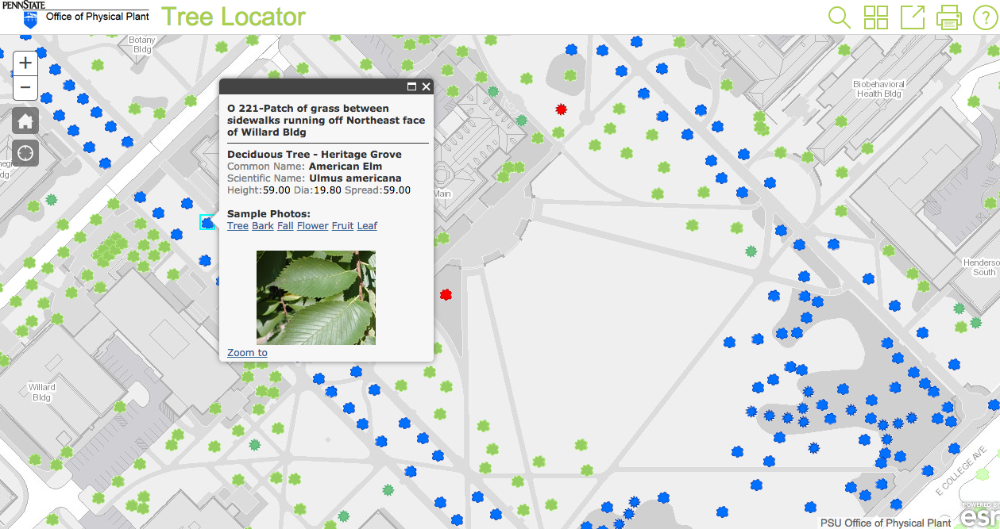 PENNSTATE
Office of Physical Plant
Tree Locator
?
Botany
Bldg
+
−
O 221-Patch of grass between
sidewalks running off Northeast face
of Willard Bldg
Deciduous Tree - Heritage Grove
Common Name: American Elm
Scientific Name: Ulmus americana
Height:59.00 Dia:19.80 Spread:59.00
Sample Photos:
Tree Bark Fall Flower Fruit Leaf
Zoom to
Biobehavioral
Health Bldg
Main
Henderso
South
Willard
Bldg
E COLLEGE AVE
POWERED BY
esri
PSU Office of Physical Plant